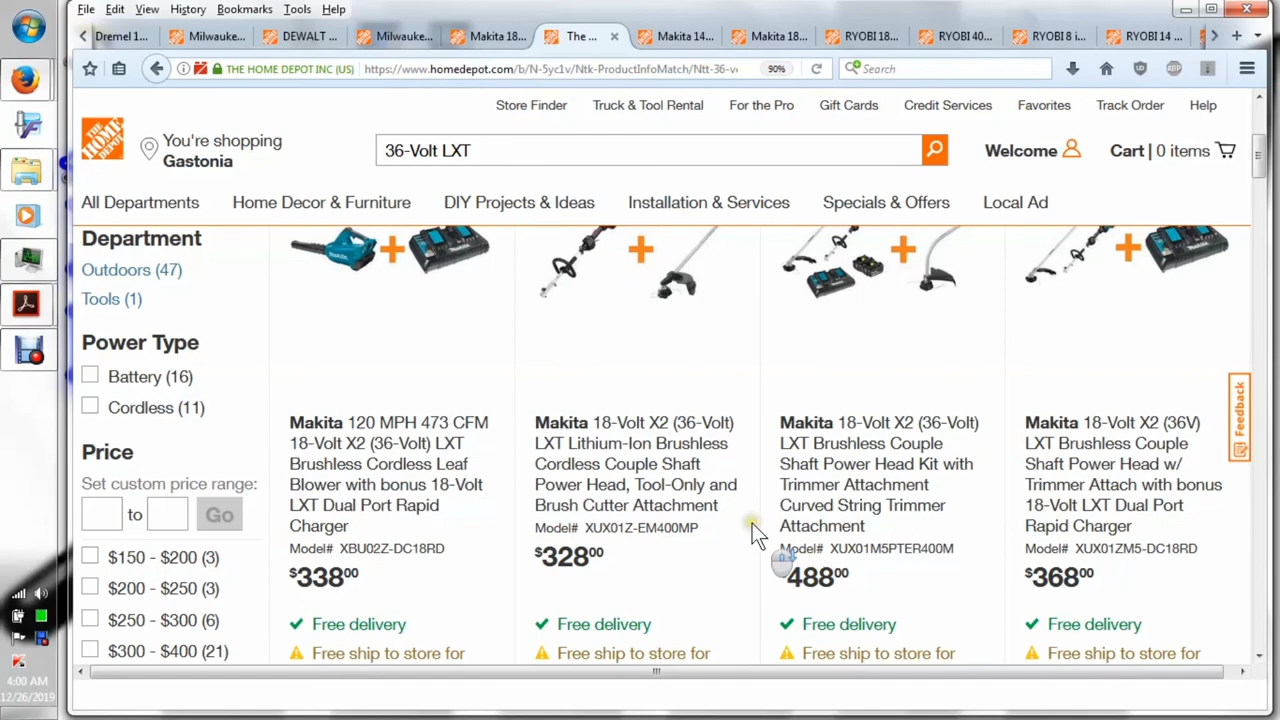 File Edit View History Bookmarks Tools Help
Dremel 1... Milwauke... DEWALT ... Milwauke... Makita 18... The ... Makita 14... Makita 18... RYOBI 18... RYOBI 40... RYOBI 8 i... RYOBI 14 ...
THE HOME DEPOT INC (US) https://www.homedepot.com/b/N-5yc1v/Ntk-ProductInfoMatch/Ntt-36-v 90% Search
Store Finder Truck & Tool Rental For the Pro Gift Cards Credit Services Favorites Track Order Help
THE HOME DEPOT
You're shopping
Gastonia
36-Volt LXT
Welcome Cart | 0 items
All Departments Home Decor & Furniture DIY Projects & Ideas Installation & Services Specials & Offers Local Ad
Department
Outdoors (47)
Tools (1)
Power Type
Battery (16)
Cordless (11)
Price
Set custom price range:
to Go
$150 - $200 (3)
$200 - $250 (3)
$250 - $300 (6)
$300 - $400 (21)
Makita 120 MPH 473 CFM
18-Volt X2 (36-Volt) LXT
Brushless Cordless Leaf
Blower with bonus 18-Volt
LXT Dual Port Rapid
Charger
Model# XBU02Z-DC18RD
$338 00
Free delivery
Free ship to store for
Makita 18-Volt X2 (36-Volt)
LXT Lithium-Ion Brushless
Cordless Couple Shaft
Power Head, Tool-Only and
Brush Cutter Attachment
Model# XUX01Z-EM400MP
$328 00
Free delivery
Free ship to store for
Makita 18-Volt X2 (36-Volt)
LXT Brushless Couple
Shaft Power Head Kit with
Trimmer Attachment
Curved String Trimmer
Attachment
Model# XUX01M5PTER400M
488 00
Free delivery
Free ship to store for
Makita 18-Volt X2 (36V)
LXT Brushless Couple
Shaft Power Head w/
Trimmer Attach with bonus
18-Volt LXT Dual Port
Rapid Charger
Model# XUX01ZM5-DC18RD
$368 00
Free delivery
Free ship to store for
Feedback
4:00 AM
12/26/2019